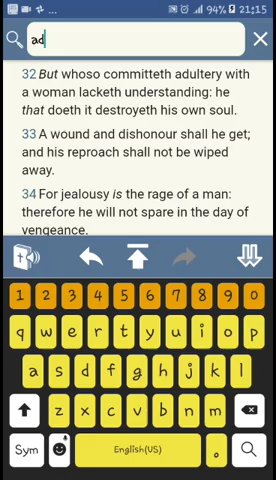 94% 21:15
ad
32 But whoso committeth adultery with
a woman lacketh understanding: he
that doeth it destroyeth his own soul.
33 A wound and dishonour shall he get;
and his reproach shall not be wiped
away.
34 For jealousy is the rage of a man:
therefore he will not spare in the day of
vengeance.
1 2 3 4 5 6 7 8 9 0
q w e r t y u i o p
a s d f g h j k l
z x c v b n m
Sym English(US) .